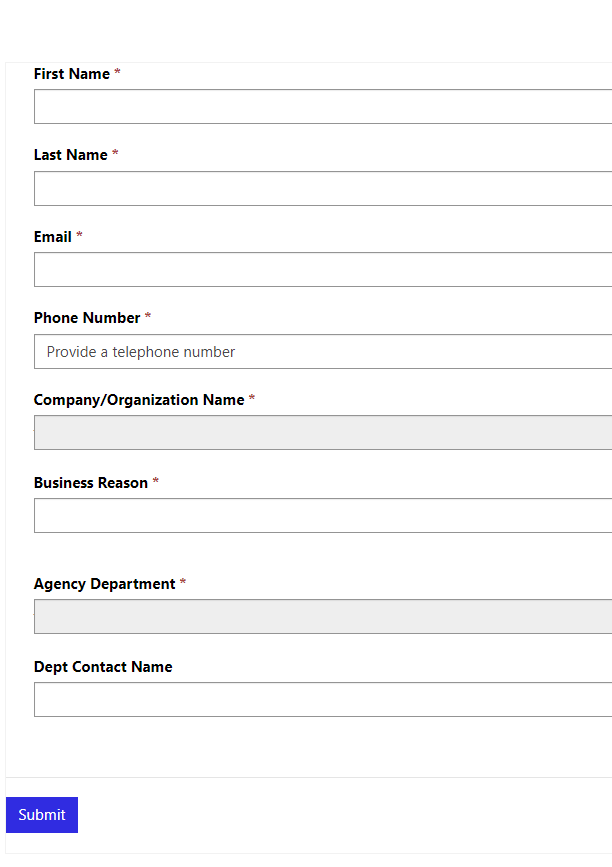 First Name *
Last Name *
Email *
Phone Number *
Provide a telephone number
Company/Organization Name *
Business Reason *
Agency Department *
Dept Contact Name
Submit